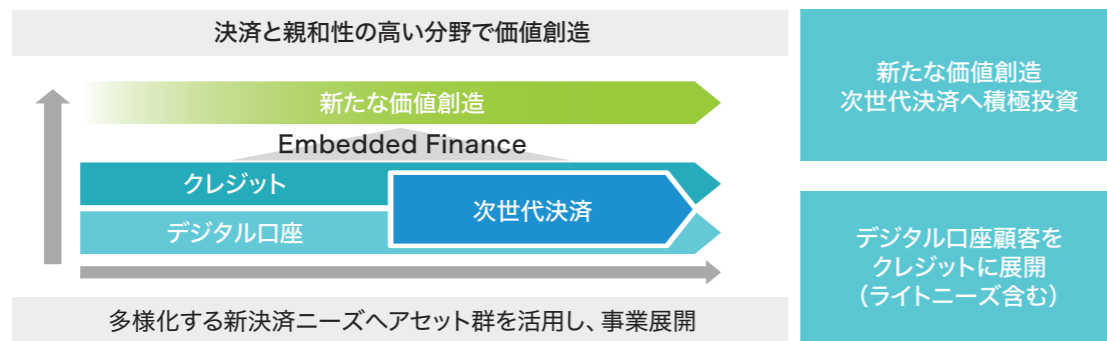 決済と親和性の高い分野で価値創造
新たな価値創造
Embedded Finance
クレジット
デジタル口座
次世代決済
多様化する新決済ニーズへアセット群を活用し、事業展開
新たな価値創造
次世代決済へ積極投資
デジタル口座顧客を
クレジットに展開
（ライトニーズ含む）